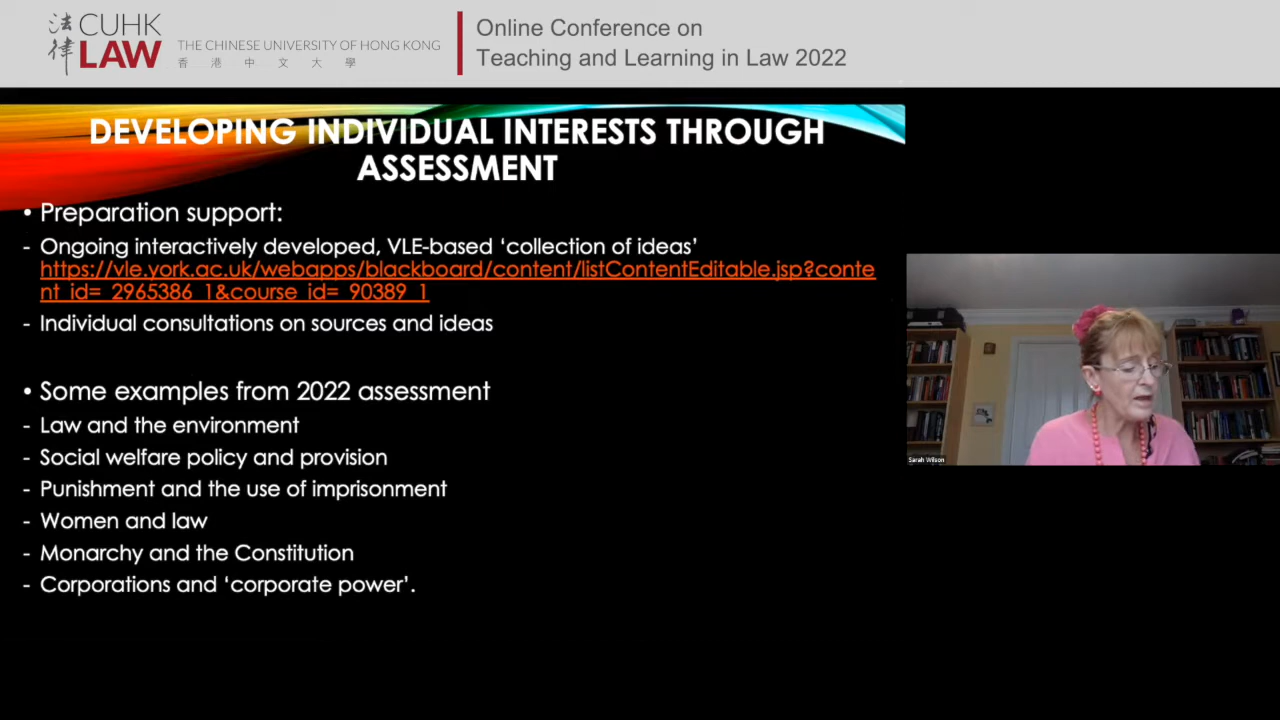 法律
CUHK
LAW
THE CHINESE UNIVERSITY OF HONG KONG
香港中文大學
Online Conference on
Teaching and Learning in Law 2022
DEVELOPING INDIVIDUAL INTERESTS THROUGH
ASSESSMENT
• Preparation support:
- Ongoing interactively developed, VLE-based ‘collection of ideas’
https://vle.york.ac.uk/webapps/blackboard/content/listContentEditable.jsp?conte
nt_id=_2965386_1&course_id=_90389_1
- Individual consultations on sources and ideas
• Some examples from 2022 assessment
- Law and the environment
- Social welfare policy and provision
- Punishment and the use of imprisonment
- Women and law
- Monarchy and the Constitution
- Corporations and ‘corporate power’.
Sarah Wilson